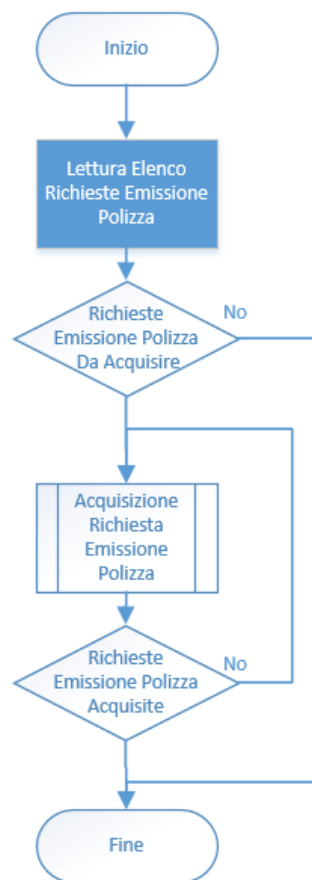 Inizio
Lettura Elenco
Richieste Emissione
Polizza
Richieste
Emissione Polizza
Da Acquisire
No
Acquisizione
Richiesta
Emissione
Polizza
Richieste
Emissione Polizza
Acquisite
No
Fine